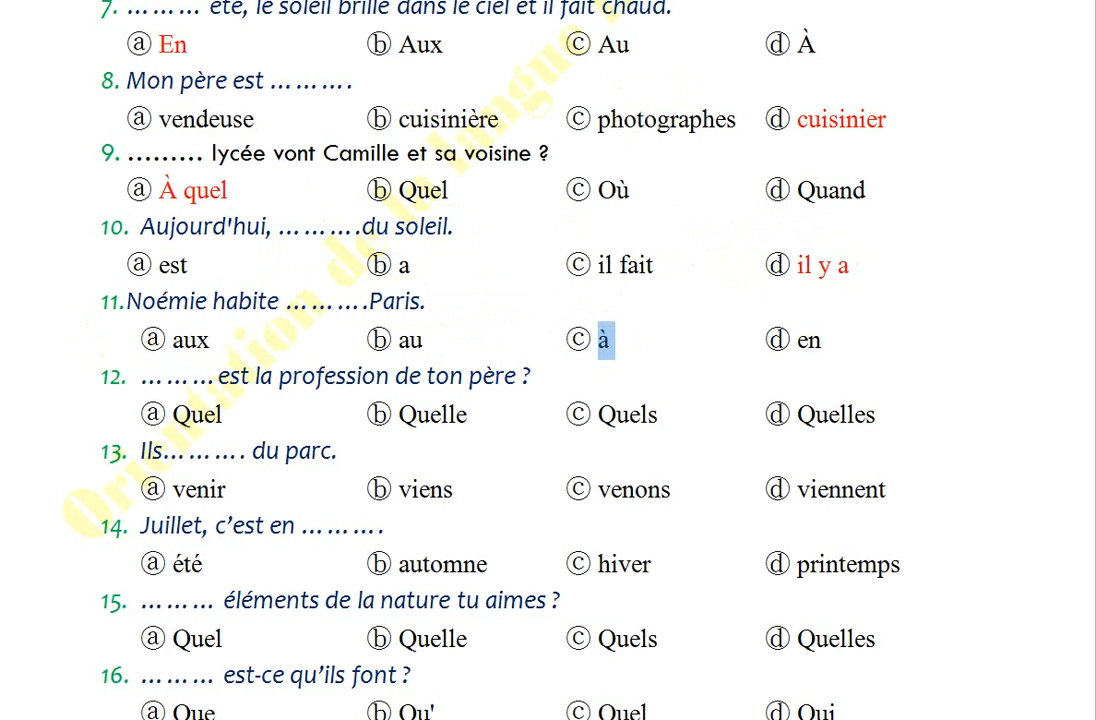 7. ……… été, le soleil brille dans le ciel et il fait chaud.
ⓐ En ⓑ Aux ⓒ Au ⓓ À
8. Mon père est ……….
ⓐ vendeuse ⓑ cuisinière ⓒ photographes ⓓ cuisinier
9. ……… lycée vont Camille et sa voisine ?
ⓐ À quel ⓑ Quel ⓒ Où ⓓ Quand
10. Aujourd'hui, ……….du soleil.
ⓐ est ⓑ a ⓒ il fait ⓓ il y a
11.Noémie habite ……….Paris.
ⓐ aux ⓑ au ⓒ à ⓓ en
12. ………est la profession de ton père ?
ⓐ Quel ⓑ Quelle ⓒ Quels ⓓ Quelles
13. Ils………. du parc.
ⓐ venir ⓑ viens ⓒ venons ⓓ viennent
14. Juillet, c’est en ……….
ⓐ été ⓑ automne ⓒ hiver ⓓ printemps
15. ……… éléments de la nature tu aimes ?
ⓐ Quel ⓑ Quelle ⓒ Quels ⓓ Quelles
16. ……… est-ce qu’ils font ?
ⓐ Que ⓑ Qu' ⓒ Quel ⓓ Qui
Orientation de la langue